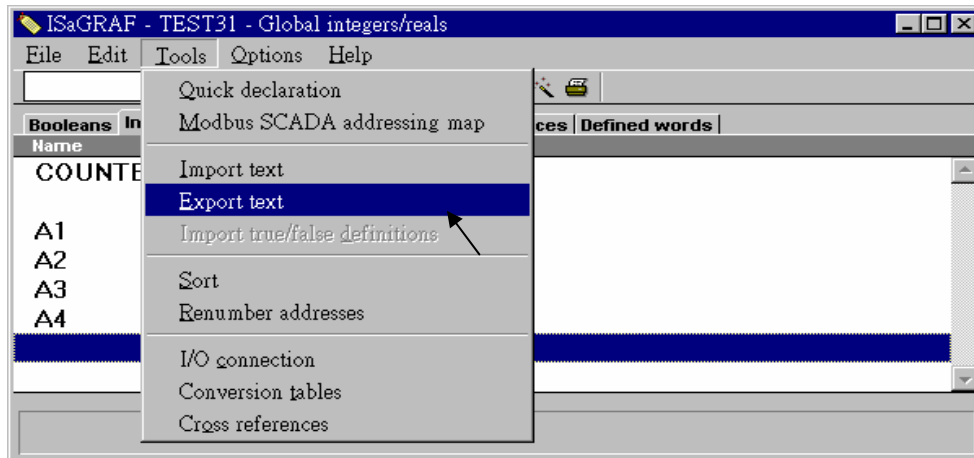 ISaGRAF - TEST31 - Global integers/reals
File Edit Tools Options Help
Quick declaration
Modbus SCADA addressing map
Booleans In ces Defined words
Name
Import text
COUNTE
Export text
A1 Import true/false definitions
A2
A3 Sort
A4 Renumber addresses
I/O connection
Conversion tables
Cross references